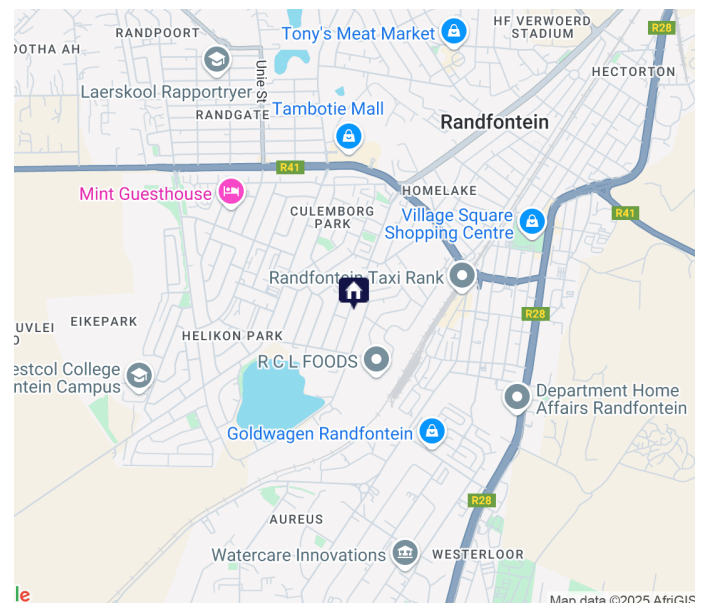 HF VERWOERD
STADIUM
R28
RANDPOORT
Tony's Meat Market
OOTHA AH
HECTORTON
Laerskool Rapportryer
Unie St
Tambotie Mall
RANDGATE
Randfontein
R41
HOMELAKE
Mint Guesthouse
CULEMBORG
PARK
Village Square
Shopping Centre
R41
Randfontein Taxi Rank
R28
UVLEI
EIKEPARK
HELIKON PARK
R C L FOODS
estcol College
ntein Campus
Department Home
Affairs Randfontein
Goldwagen Randfontein
R28
AUREUS
Watercare Innovations
WESTERLOOR
le
Map data ©2025 AfriGIS